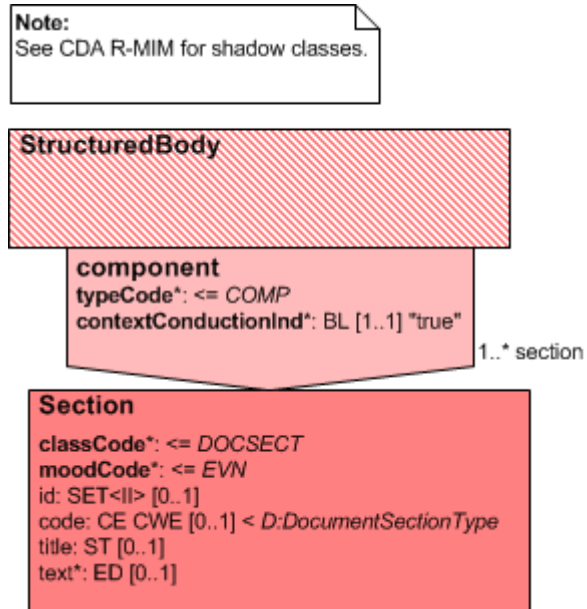 Note:
See CDA R-MIM for shadow classes.
StructuredBody
component
typeCode*: <= COMP
contextConductionInd*: BL [1..1] "true"
1..* section
Section
classCode*: <= DOCSECT
moodCode*: <= EVN
id: SET<II> [0..1]
code: CE CWE [0..1] < D:DocumentSectionType
title: ST [0..1]
text*: ED [0..1]